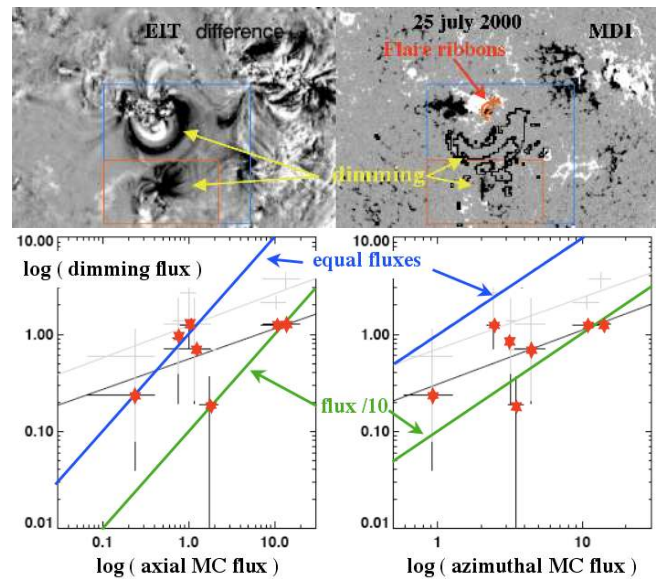 EIT difference
25 july 2000
MDI
Flare ribbons
dimming
10.00
1.00
0.10
0.01
log ( dimming flux )
equal fluxes
flux /10
0.1
1.0
10.0
log ( axial MC flux )
10.00
1.00
0.10
0.01
1
10
log ( azimuthal MC flux )